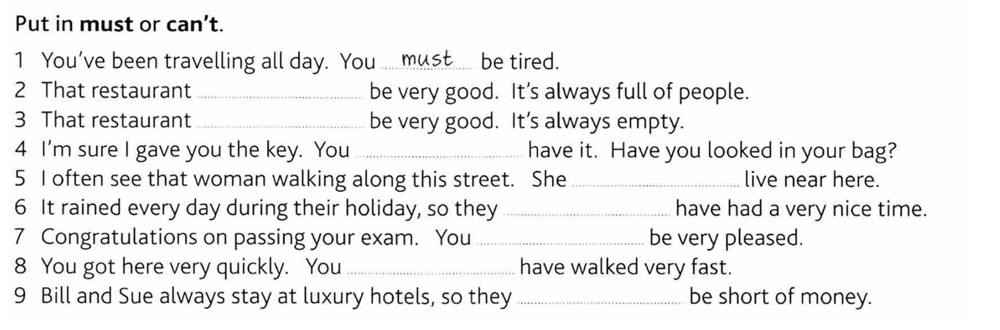 Put in must or can't.
1 You've been travelling all day. You must be tired.
2 That restaurant ........ be very good. It's always full of people.
3 That restaurant ........ be very good. It's always empty.
4 I'm sure I gave you the key. You ........ have it. Have you looked in your bag?
5 I often see that woman walking along this street. She ........ live near here.
6 It rained every day during their holiday, so they ........ have had a very nice time.
7 Congratulations on passing your exam. You ........ be very pleased.
8 You got here very quickly. You ........ have walked very fast.
9 Bill and Sue always stay at luxury hotels, so they ........ be short of money.